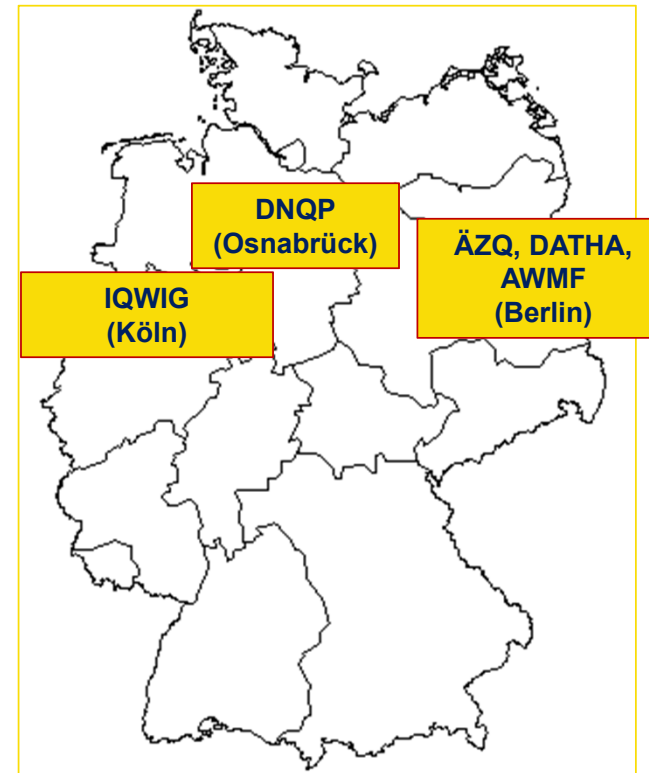 DNQP
(Osnabrück)
ÄZQ, DATHA,
AWMF
(Berlin)
IQWIG
(Köln)